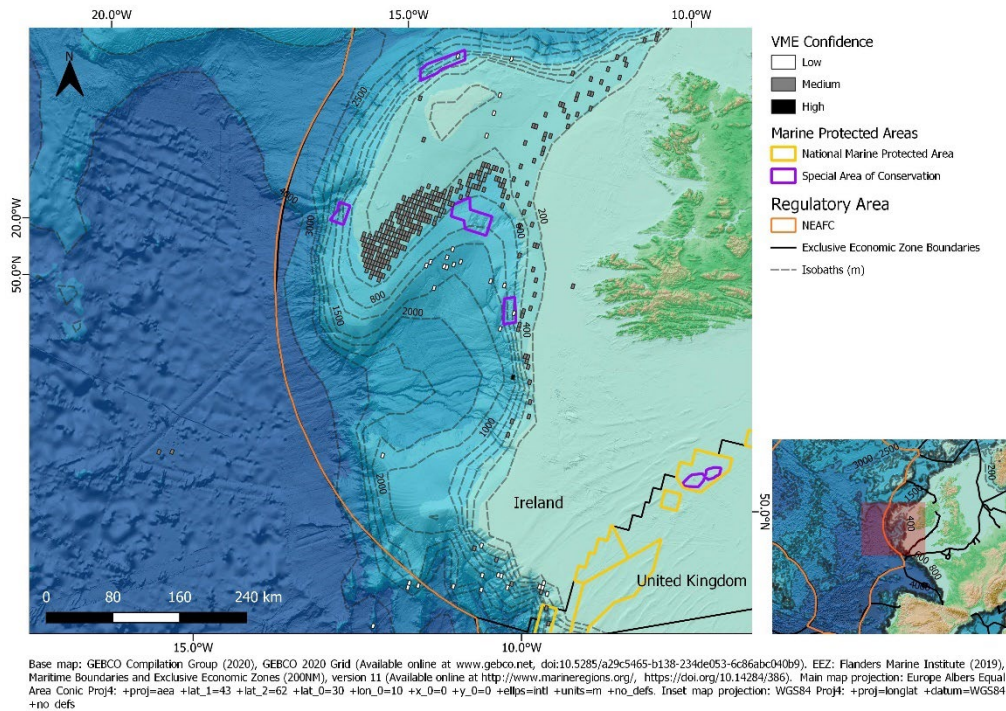 20.0°W
15.0°W
10.0°W
N
2500
200
20.0°W
900
600
50.0°N
800
400
1500
2000
1000
2000
Ireland
50.0°N
United Kingdom
0 80 160 240 km
15.0°W
10.0°W
VME Confidence
Low
Medium
High
Marine Protected Areas
National Marine Protected Area
Special Area of Conservation
Regulatory Area
NEAFC
Exclusive Economic Zone Boundaries
Isobaths (m)
3000
2500
200
1500
400
600
800
Base map: GEBCO Compilation Group (2020), GEBCO 2020 Grid (Available online at www.gebco.net, doi:10.5285/a29c5465-b138-234de053-6c86abc040b9). EEZ: Flanders Marine Institute (2019),
Maritime Boundaries and Exclusive Economic Zones (200NM), version 11 (Available online at http://www.marineregions.org/, https://doi.org/10.14284/386). Main map projection: Europe Albers Equal
Area Conic Proj4: +proj=aea +lat_1=43 +lat_2=62 +lat_0=30 +lon_0=10 +x_0=0 +y_0=0 +ellps=intl +units=m +no_defs. Inset map projection: WGS84 Proj4: +proj=longlat +datum=WGS84
+no defs